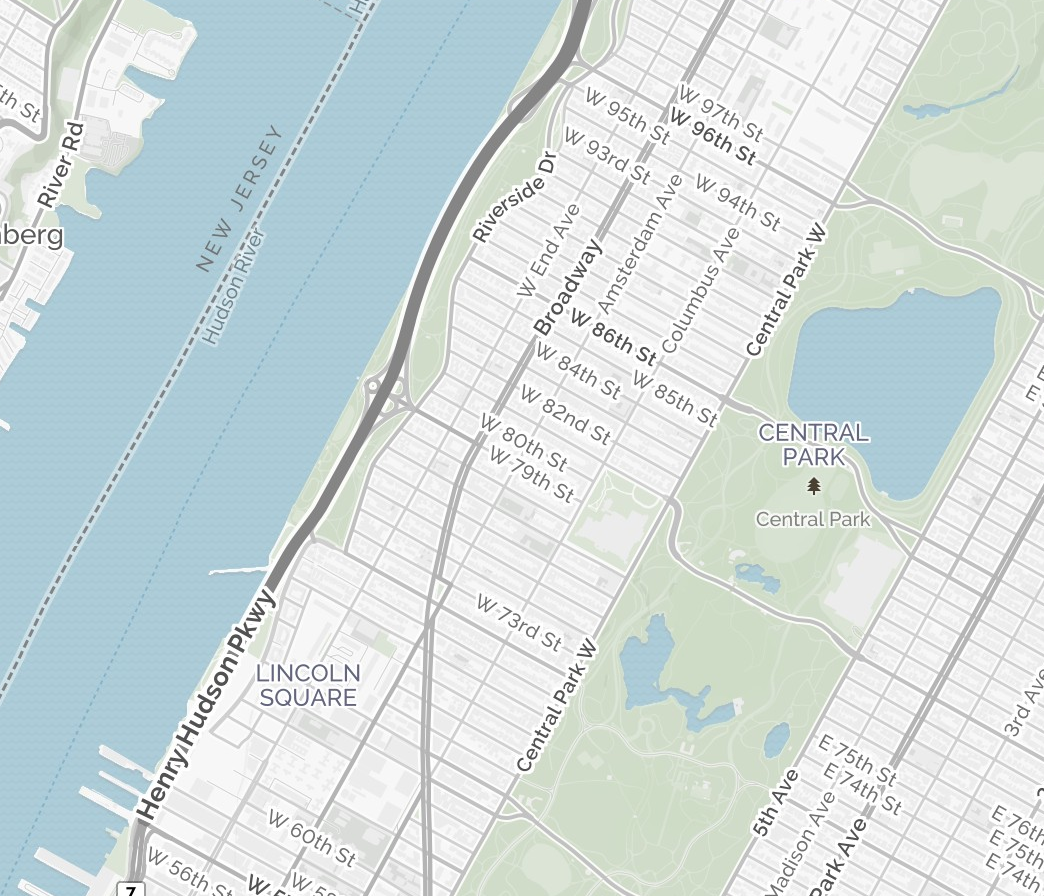 W 97th St
W 95th St
W 96th St
River Rd
NEW JERSEY
W 93rd St
Riverside Dr
W 94th St
Hudson River
W End Ave
Amsterdam Ave
Columbus Ave
Central Park W
Broadway
W 86th St
W 84th St
W 85th St
W 82nd St
W 80th St
W 79th St
CENTRAL
PARK
Central Park
W 73rd St
Henry Hudson Pkwy
LINCOLN
SQUARE
Central Park W
3rd Ave
E 75th St
E 74th St
5th Ave
Madison Ave
Park Ave
W 60th St
W 56th St
E 76th
E 75th
E 74th
7